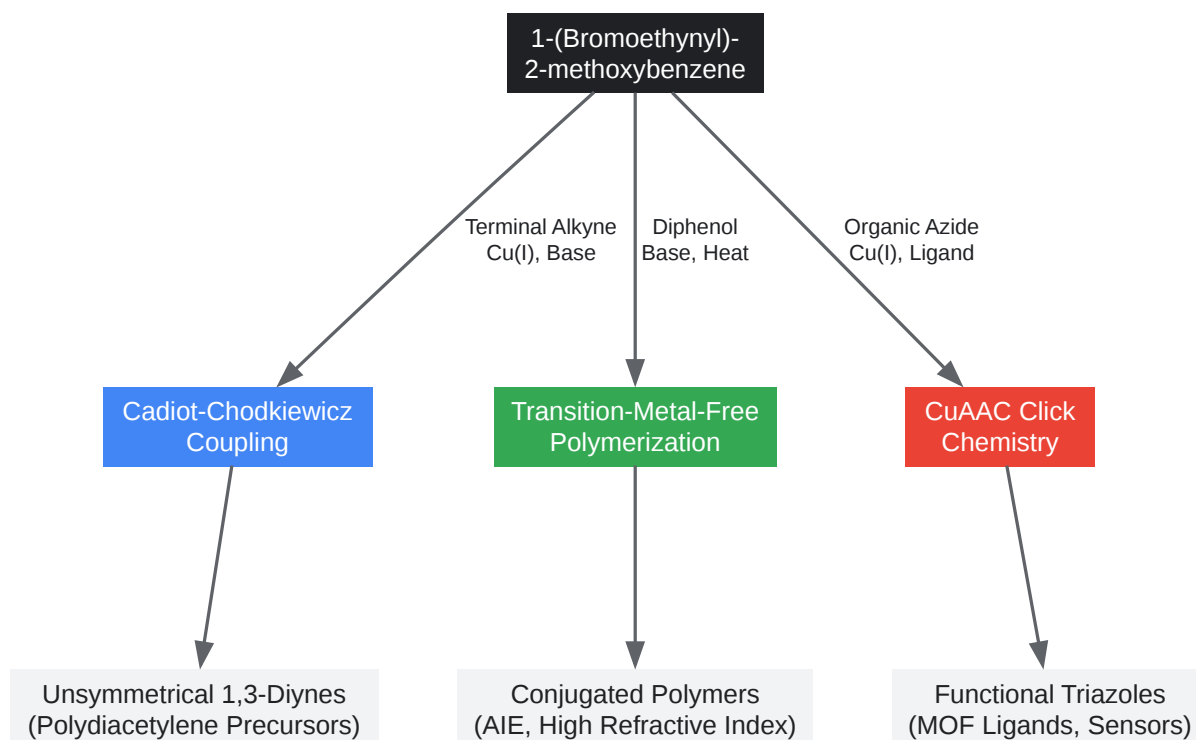 1-(Bromoethynyl)-
2-methoxybenzene
Terminal Alkyne
Cu(I), Base
Diphenol
Base, Heat
Organic Azide
Cu(I), Ligand
Cadiot-Chodkiewicz
Coupling
Transition-Metal-Free
Polymerization
CuAAC Click
Chemistry
Unsymmetrical 1,3-Diynes
(Polydiacetylene Precursors)
Conjugated Polymers
(AIE, High Refractive Index)
Functional Triazoles
(MOF Ligands, Sensors)